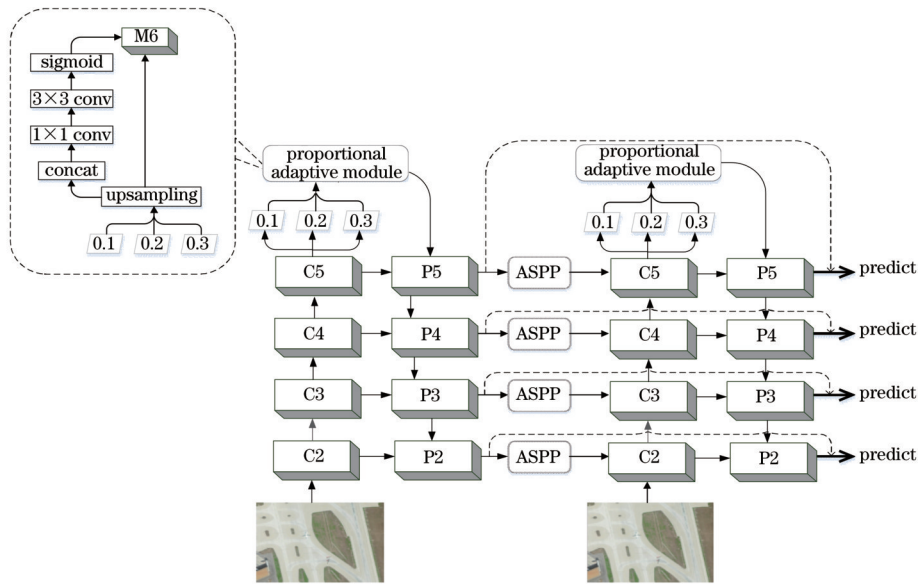 M6
sigmoid
3×3 conv
1×1 conv
concat
upsampling
0.1 0.2 0.3
proportional
adaptive module
0.1 0.2 0.3
C5 P5 ASPP
C4 P4 ASPP
C3 P3 ASPP
C2 P2 ASPP
proportional
adaptive module
0.1 0.2 0.3
C5 P5 predict
C4 P4 predict
C3 P3 predict
C2 P2 predict